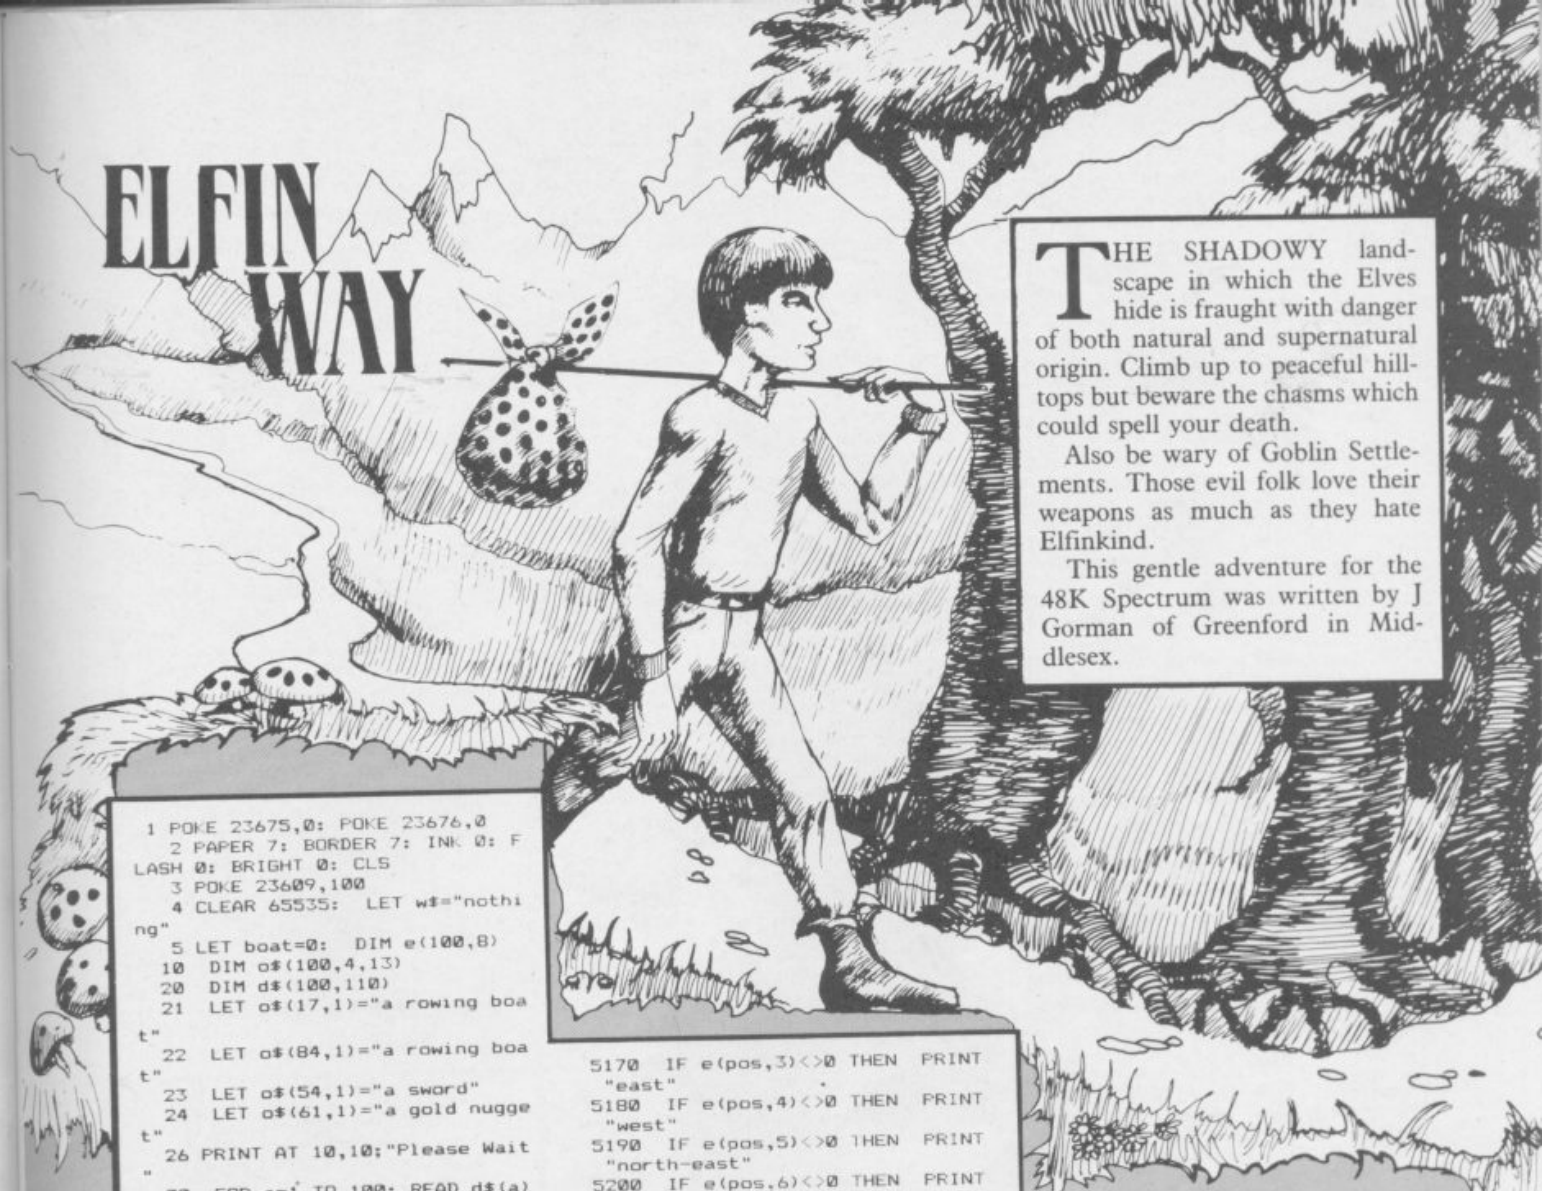 ELFIN
WAY
THE SHADOWY land-
scape in which the Elves
hide is fraught with danger
of both natural and supernatural
origin. Climb up to peaceful hill-
tops but beware the chasms which
could spell your death.
Also be wary of Goblin Settle-
ments. Those evil folk love their
weapons as much as they hate
Elfinkind.
This gentle adventure for the
48K Spectrum was written by J
Gorman of Greenford in Mid-
dlesex.
1 POKE 23675,0: POKE 23676,0
2 PAPER 7: BORDER 7: INK 0: F
LASH 0: BRIGHT 0: CLS
3 POKE 23609,100
4 CLEAR 65535: LET w$="nothi
ng"
5 LET boat=0: DIM e(100,8)
10 DIM o$(100,4,13)
20 DIM d$(100,110)
21 LET o$(17,1)="a rowing boa
t"
22 LET o$(84,1)="a rowing boa
t"
23 LET o$(54,1)="a sword"
24 LET o$(61,1)="a gold nugge
t"
26 PRINT AT 10,10;"Please Wait
"
TO 100: READ d$(a)
5170 IF e(pos,3)<>0 THEN PRINT
"east"
5180 IF e(pos,4)<>0 THEN PRINT
"west"
5190 IF e(pos,5)<>0 THEN PRINT
"north-east"
5200 IF e(pos,6)<>0 THEN PRINT